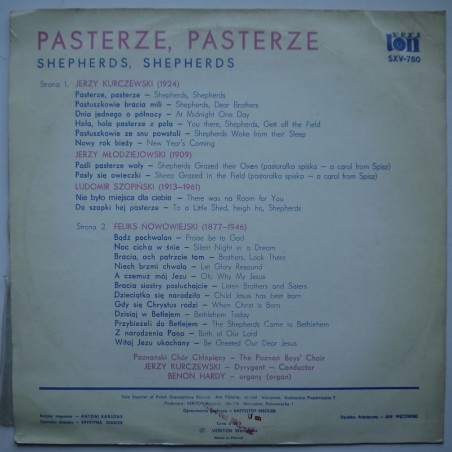 PASTERZE, PASTERZE
SHEPHERDS, SHEPHERDS
veriton
SXV-760
Strona 1. JERZY KURCZEWSKI (1924)
Pasterze, pasterze – Shepherds, Shepherds
Pastuszkowie bracia mili – Shepherds, Dear Brothers
Dnia jednego o północy – At Midnight One Day
Hola, hola pasterze z pola – You there, Shepherds, Get off the Field
Pastuszkowie ze snu powstali – Shepherds Woke from their Sleep
Nowy rok bieży – New Year's Coming
JERZY MŁODZIEJOWSKI (1909)
Paśli pasterze woły – Shepherds Grazed their Oxen (pastorałka spiska – a carol from Spisz)
Pasły się owieczki – Sheep Grazed in the Field (pastorałka spiska – a carol from Spisz)
LUDOMIR SZOPIŃSKI (1913–1961)
Nie było miejsca dla ciebie – There was no Room for You
Do szopki hej pasterze – To a Little Shed, heigh ho, Shepherds
Strona 2. FELIKS NOWOWIEJSKI (1877–1946)
Bądź pochwalon – Praise be to God
Noc cicha w śnie – Silent Night in a Dream
Bracia, ach patrzcie tam – Brothers, Look There
Niech brzmi chwała – Let Glory Resound
A czemuż mój Jezu – Oh, Why My Jesus
Bracia siostry posłuchajcie – Listen Brothers and Sisters
Dzieciątko się narodziło – Child Jesus has been born
Gdy się Chrystus rodzi – When Christ is Born
Dzisiaj w Betlejem – Bethlehem Today
Przybieżeli do Betlejem – The Shepherds Came to Bethlehem
Z narodzenia Pana – Birth of Our Lord
Witaj Jezu ukochany – Be Greeted Our Dear Jesus
Poznański Chór Chłopięcy – The Poznań Boys' Choir
JERZY KURCZEWSKI – Dyrygent – Conductor
BENON HARDY – organy (organ)